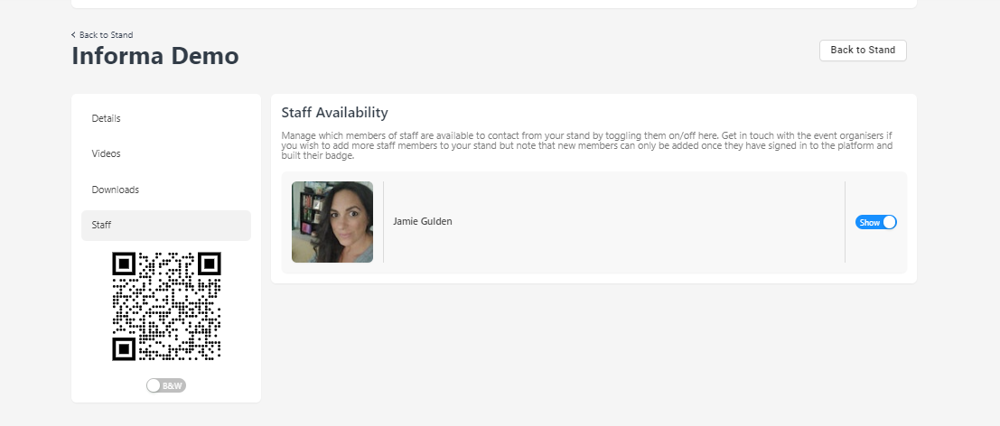 Back to Stand
Informa Demo
Back to Stand
Details
Videos
Downloads
Staff
B&W
Staff Availability
Manage which members of staff are available to contact from your stand by toggling them on/off here. Get in touch with the event organisers if
you wish to add more staff members to your stand but note that new members can only be added once they have signed in to the platform and
built their badge.
Jamie Gulden
Show